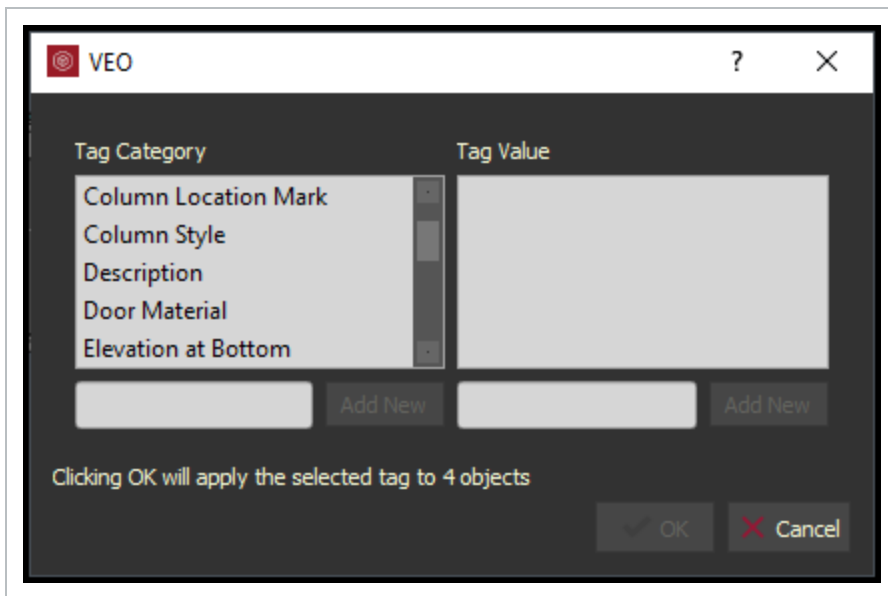 VEO ?
Tag Category Tag Value
Column Location Mark
Column Style
Description
Door Material
Elevation at Bottom
Add New Add New
Clicking OK will apply the selected tag to 4 objects
OK Cancel